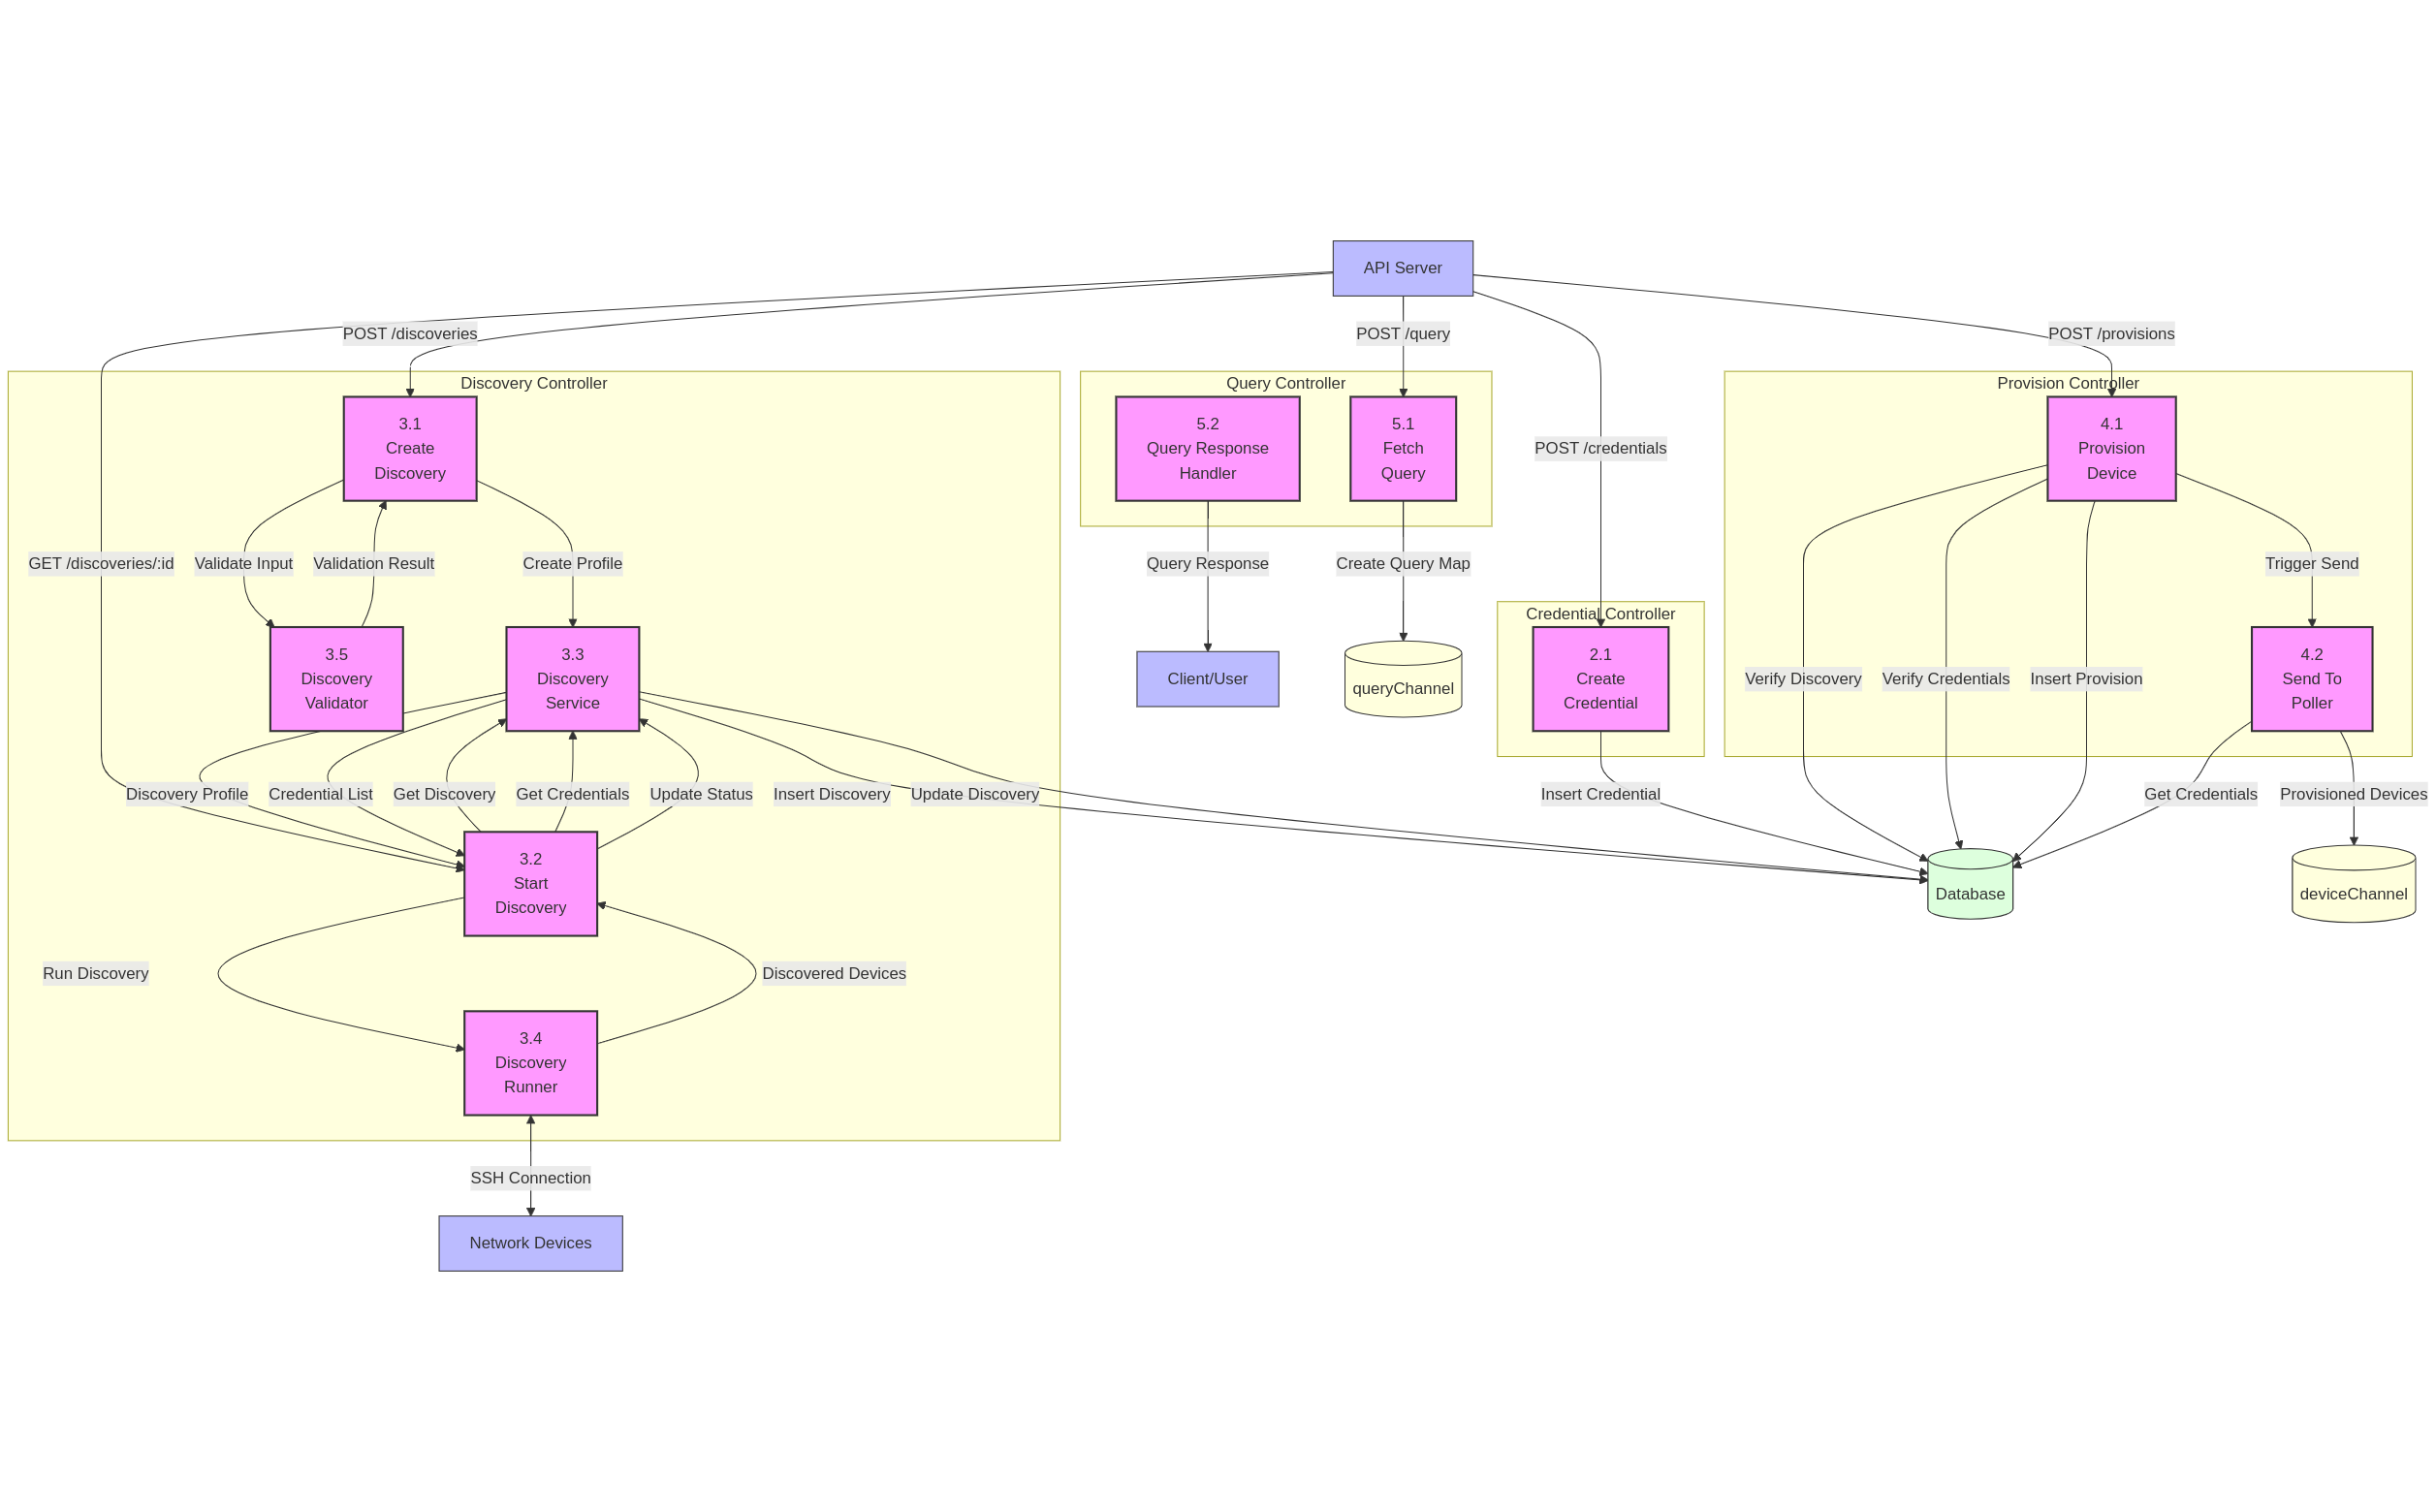 API Server
POST /discoveries
POST /query
POST /provisions
Discovery Controller
Query Controller
Provision Controller
3.1
Create
Discovery
5.2
Query Response
Handler
5.1
Fetch
Query
POST /credentials
4.1
Provision
Device
GET /discoveries/:id
Validate Input
Validation Result
Create Profile
Query Response
Create Query Map
Trigger Send
Credential Controller
3.5
Discovery
Validator
3.3
Discovery
Service
Client/User
queryChannel
2.1
Create
Credential
Verify Discovery
Verify Credentials
Insert Provision
4.2
Send To
Poller
Discovery Profile
Credential List
Get Discovery
Get Credentials
Update Status
Insert Discovery
Update Discovery
Insert Credential
Get Credentials
Provisioned Devices
3.2
Start
Discovery
Database
deviceChannel
Run Discovery
Discovered Devices
3.4
Discovery
Runner
SSH Connection
Network Devices